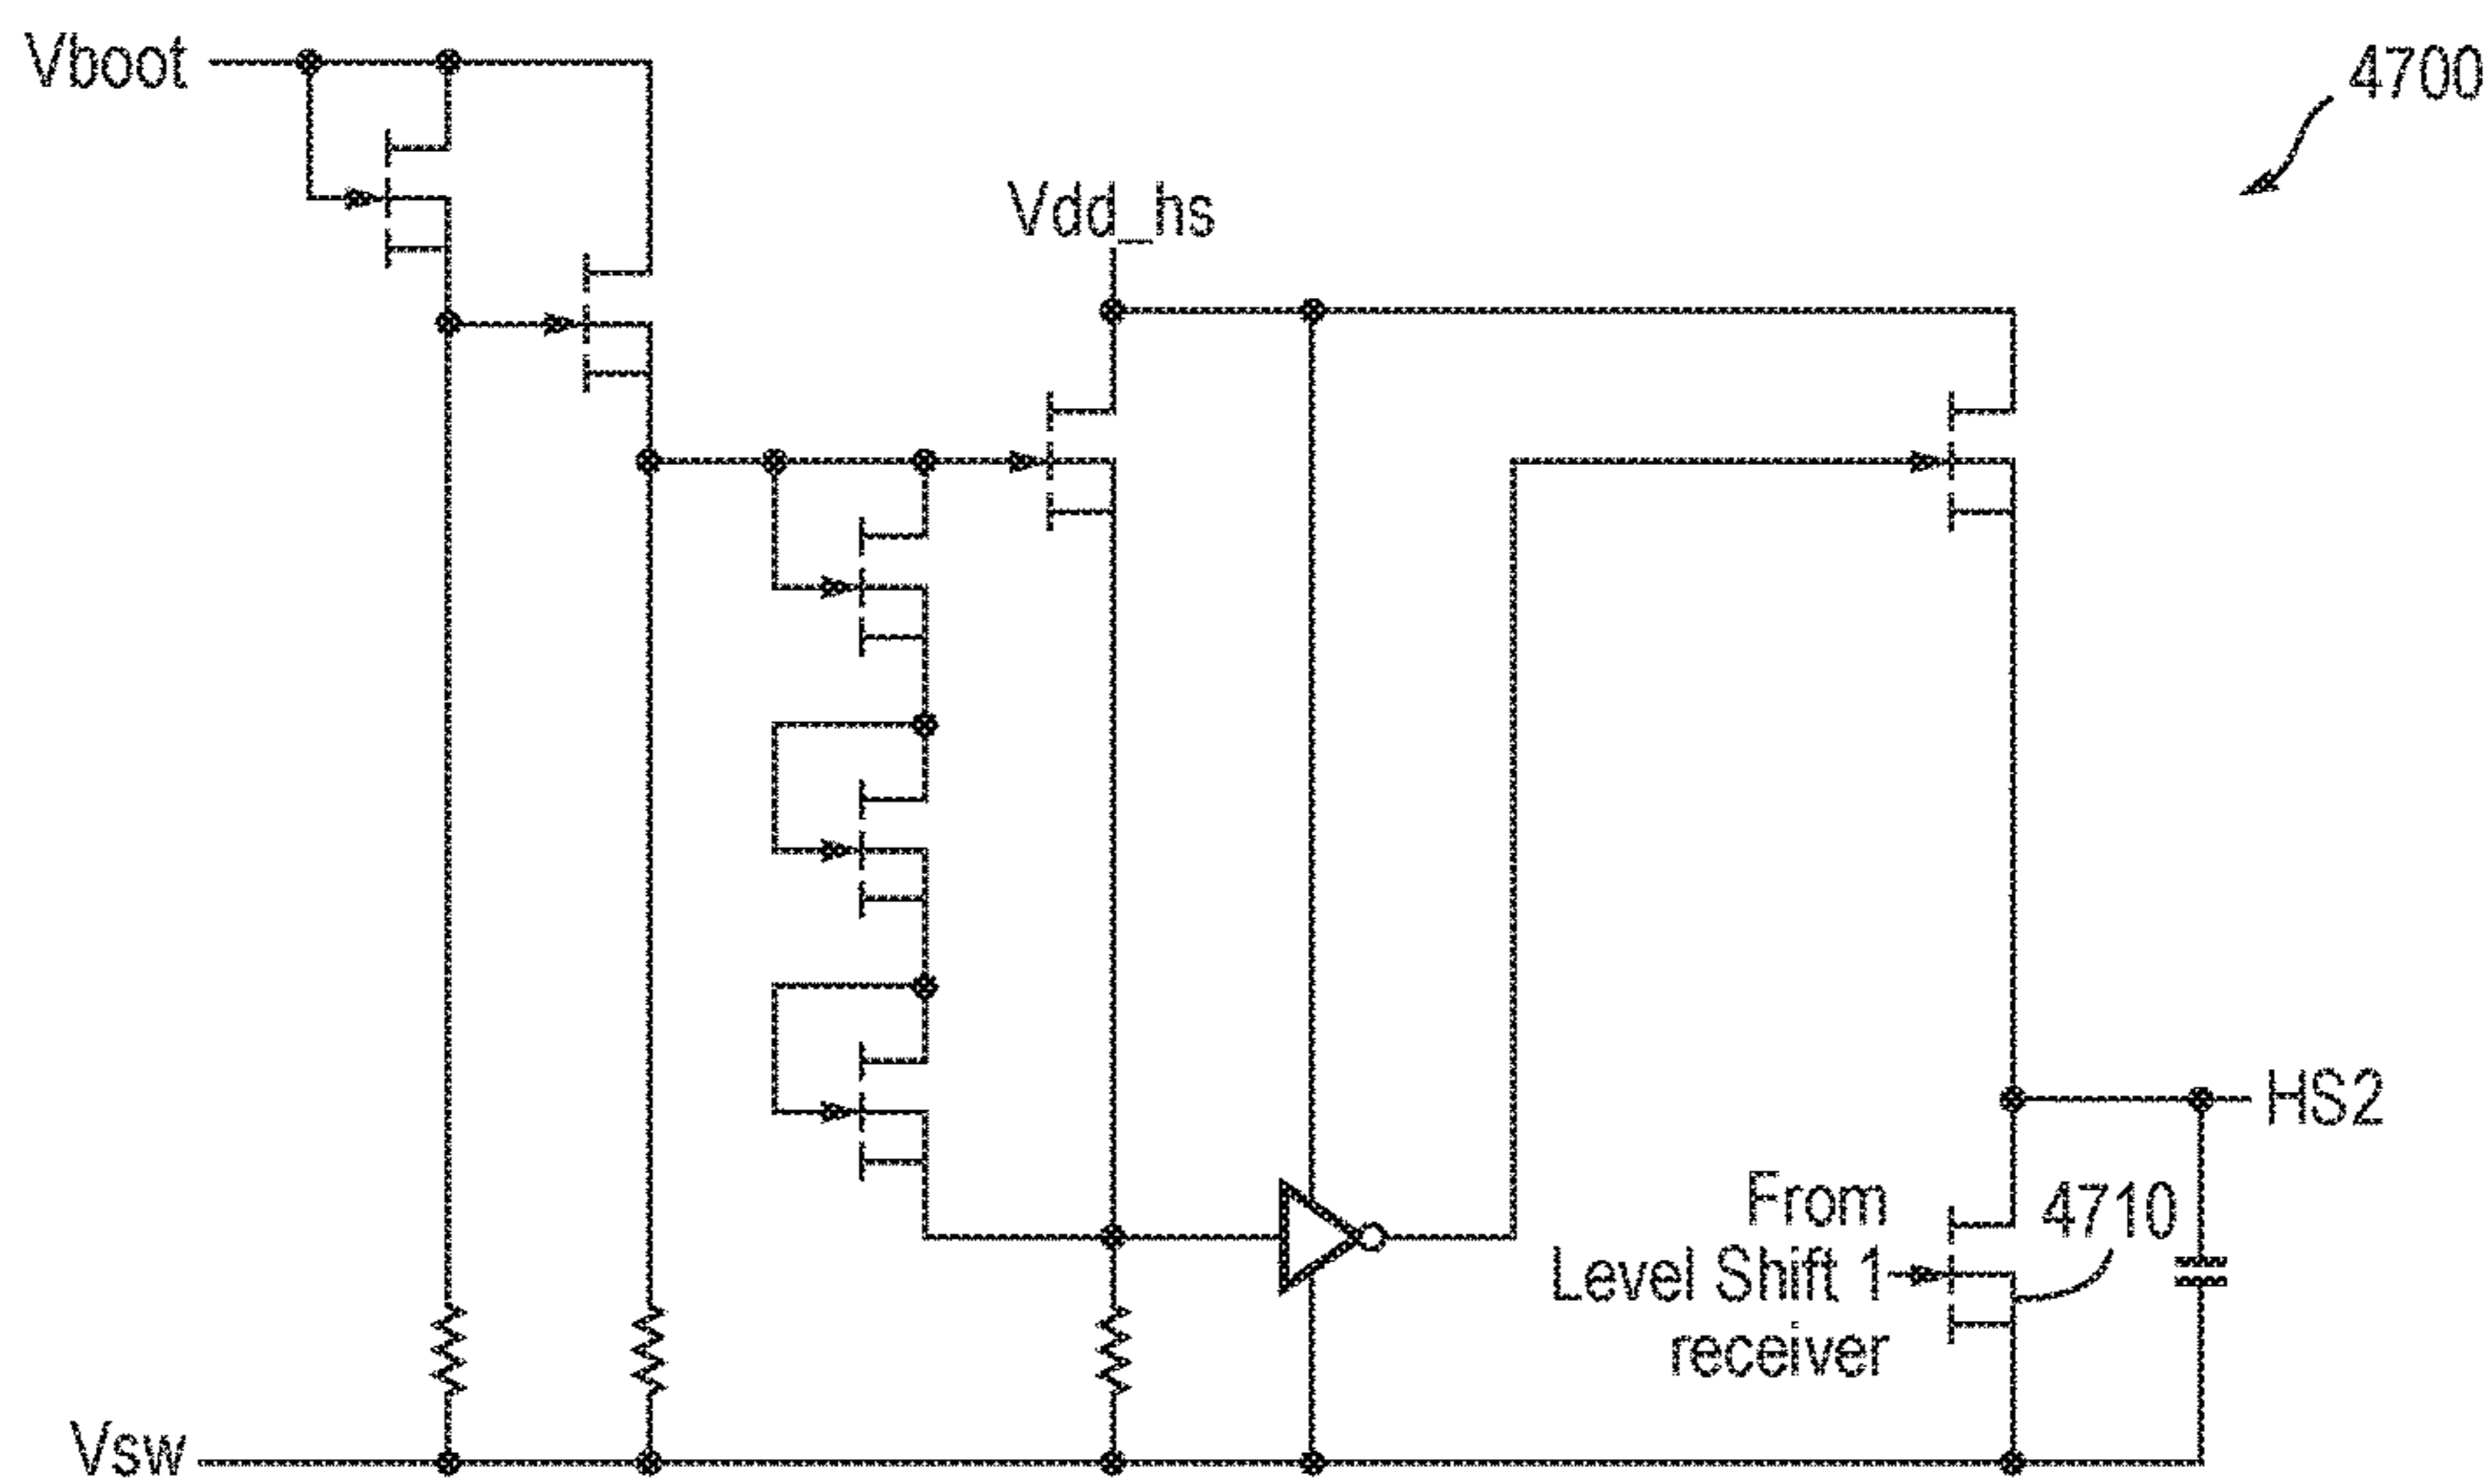 Vboot
4700
Vdd_hs
HS2
From
Level Shift 1
receiver
4710
Vsw